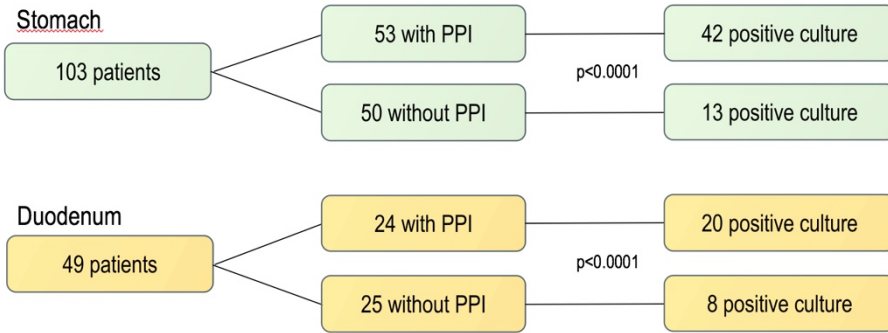 Stomach
103 patients
53 with PPI
42 positive culture
p<0.0001
50 without PPI
13 positive culture
Duodenum
49 patients
24 with PPI
20 positive culture
p<0.0001
25 without PPI
8 positive culture